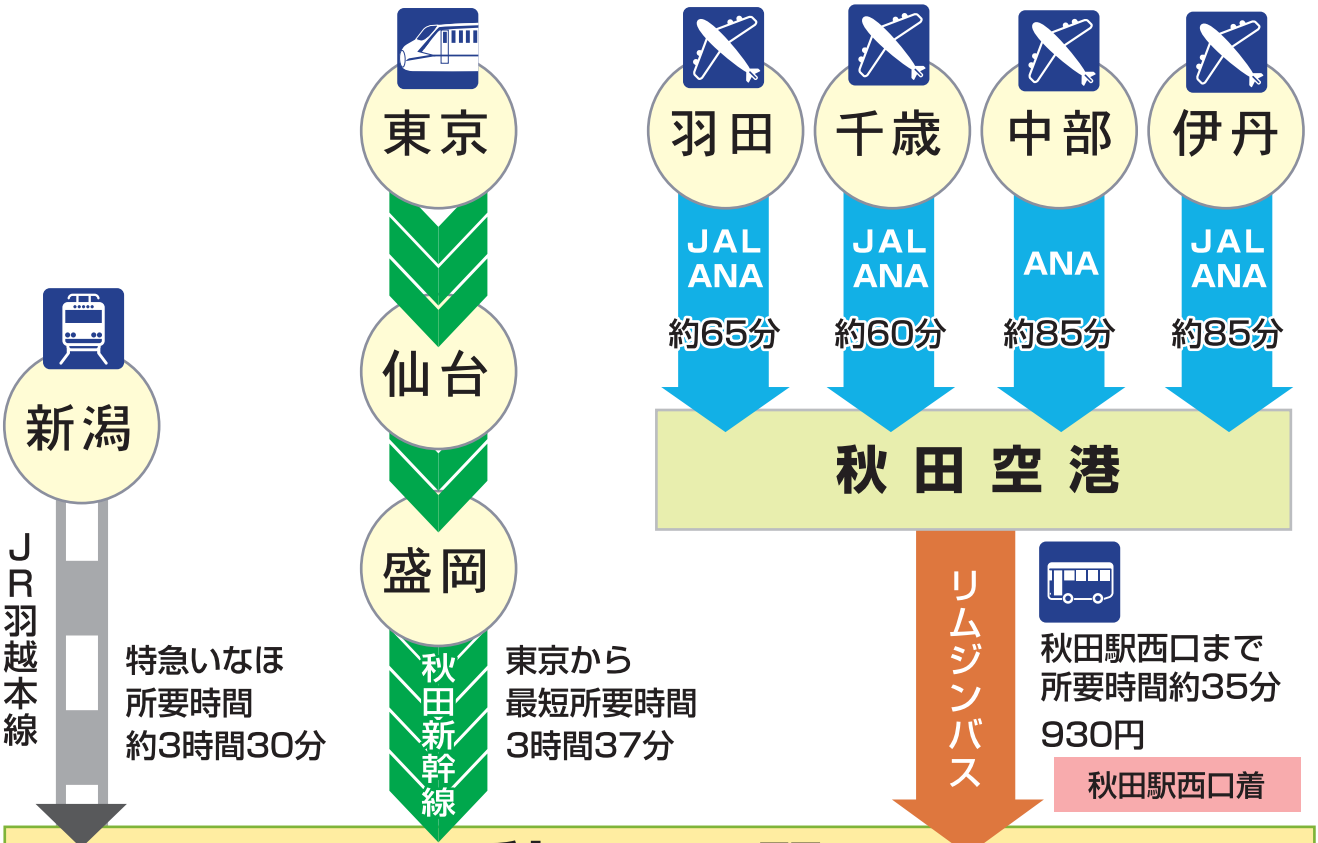 東京
羽田
千歳
中部
伊丹
JAL
ANA
約65分
JAL
ANA
約60分
ANA
約85分
JAL
ANA
約85分
仙台
新潟
秋田空港
盛岡
JR羽越本線
特急いなほ
所要時間
約3時間30分
秋田新幹線
東京から
最短所要時間
3時間37分
リムジンバス
秋田駅西口まで
所要時間約35分
930円
秋田駅西口着